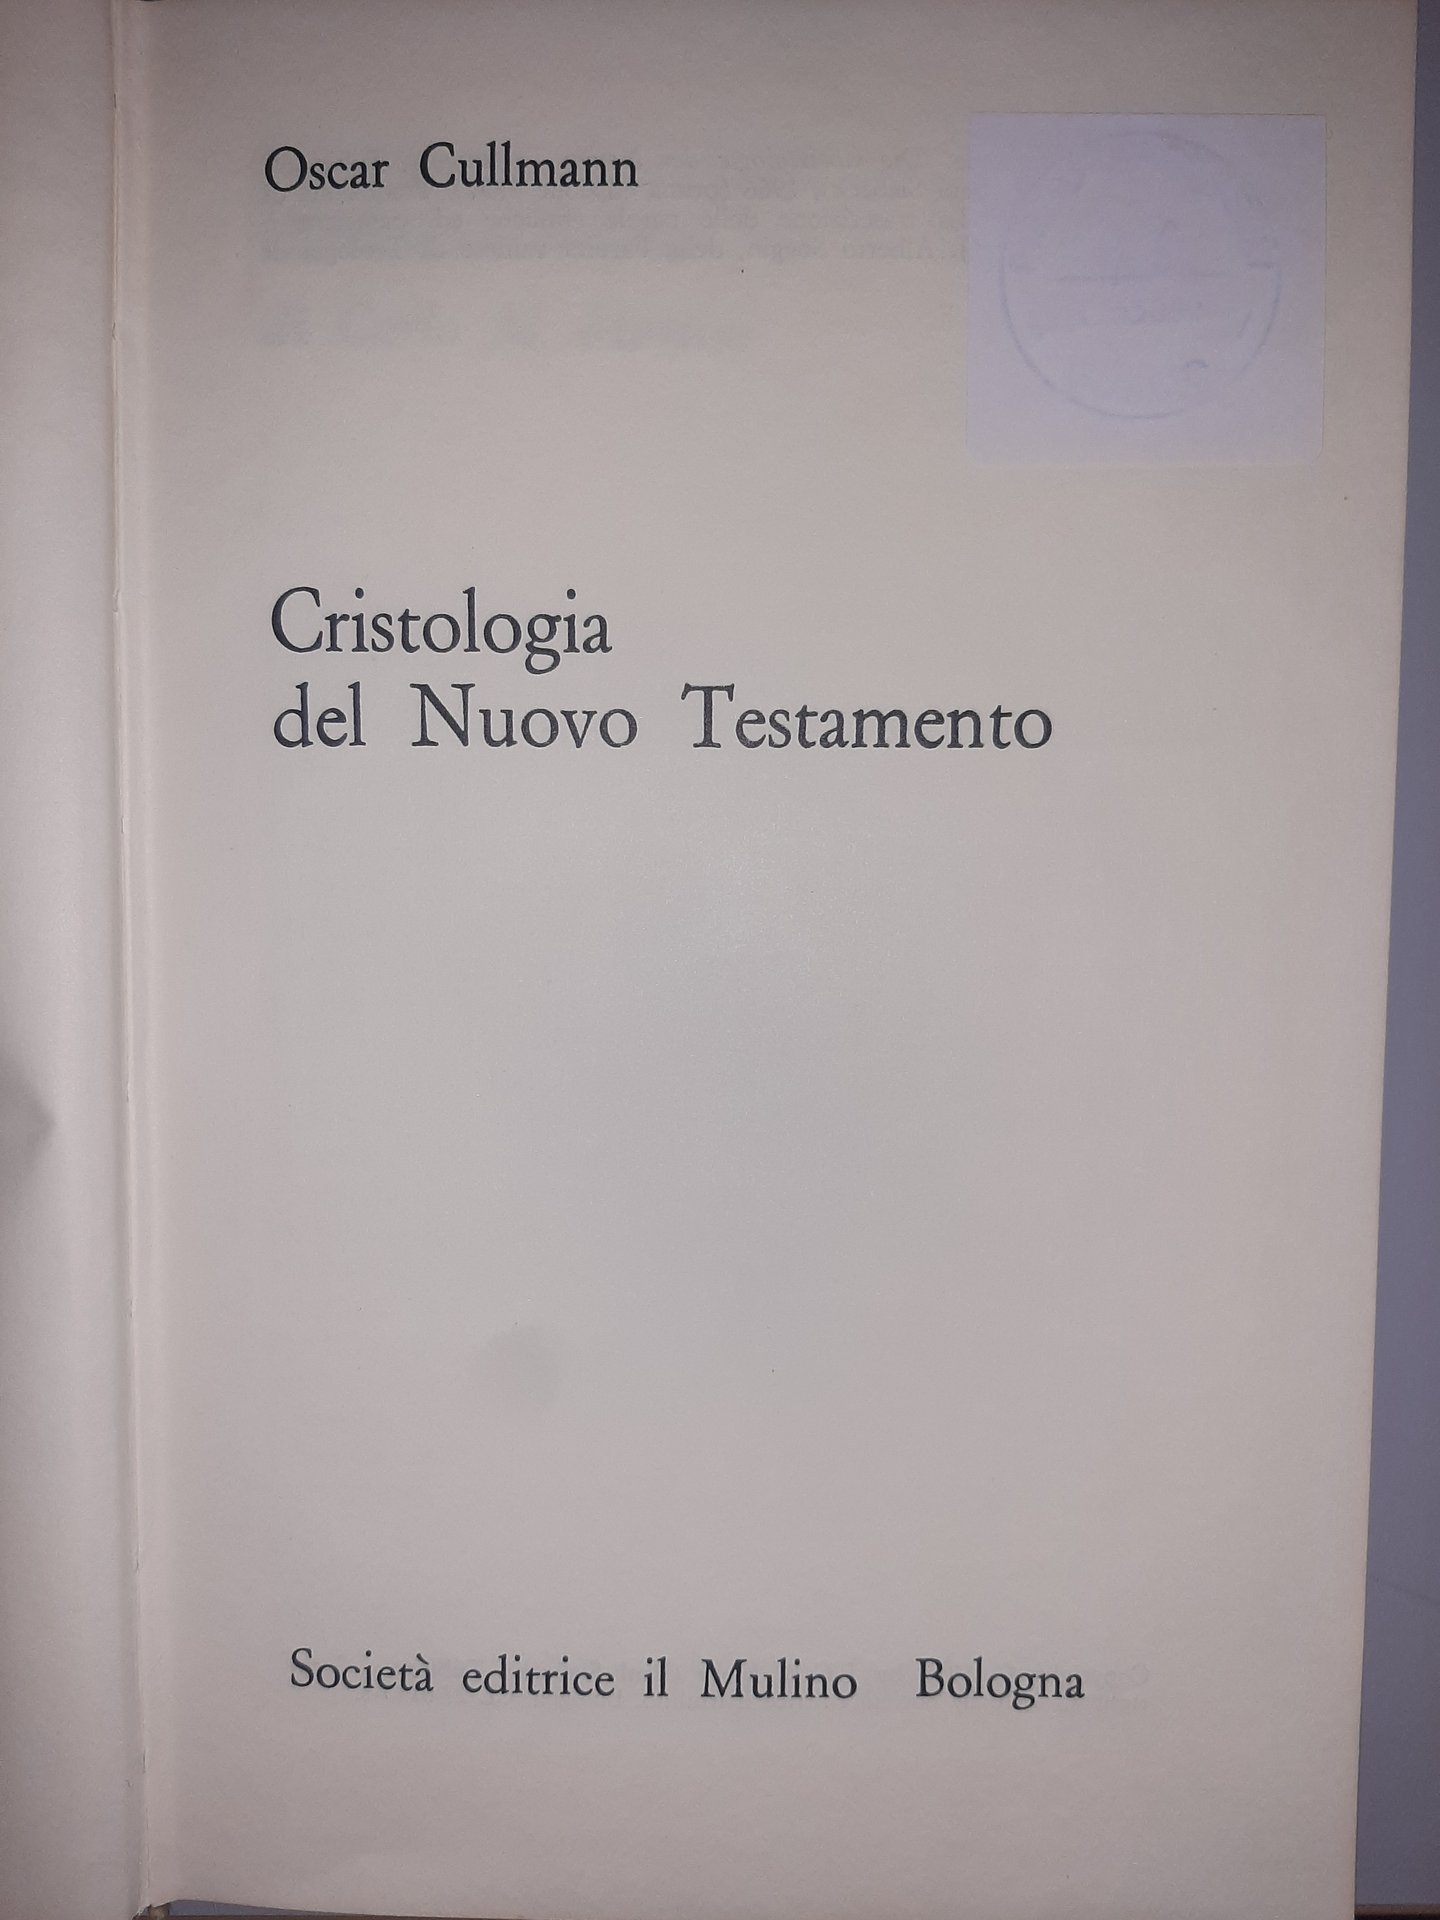 Oscar Cullmann
Cristologia
del Nuovo Testamento
Società editrice il Mulino Bologna